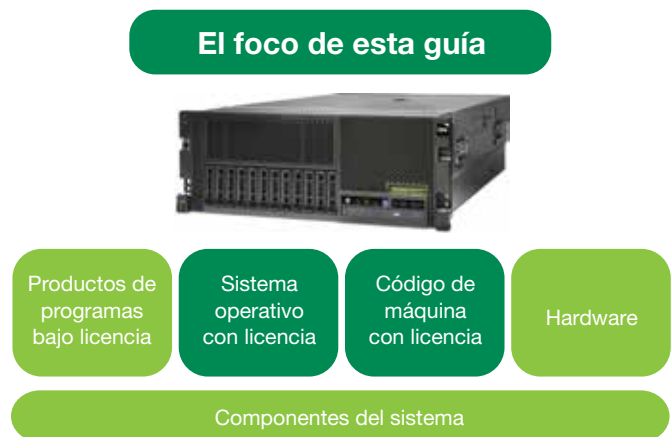 El foco de esta guía
Productos de
programas
bajo licencia
Sistema
operativo
con licencia
Código de
máquina
con licencia
Hardware
Componentes del sistema